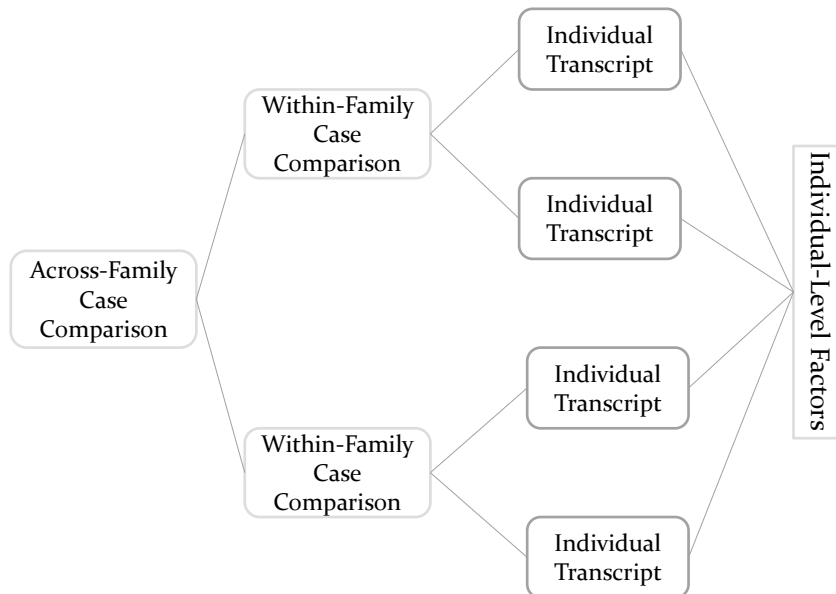 Individual
Transcript
Within-Family
Case
Comparison
Individual
Transcript
Across-Family
Case
Comparison
Individual
Transcript
Within-Family
Case
Comparison
Individual
Transcript
Individual-Level Factors